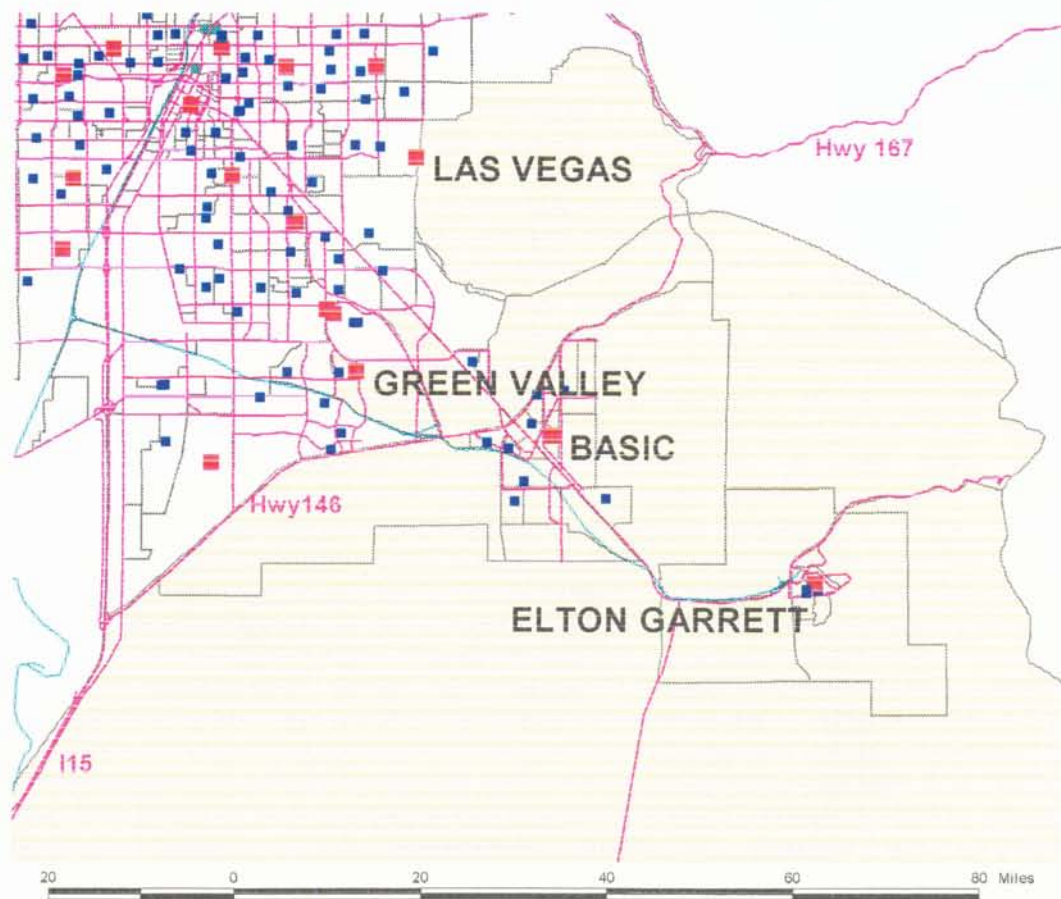 LAS VEGAS
Hwy 167
GREEN VALLEY
BASIC
Hwy146
ELTON GARRETT
I15
20 0 20 40 60 80 Miles